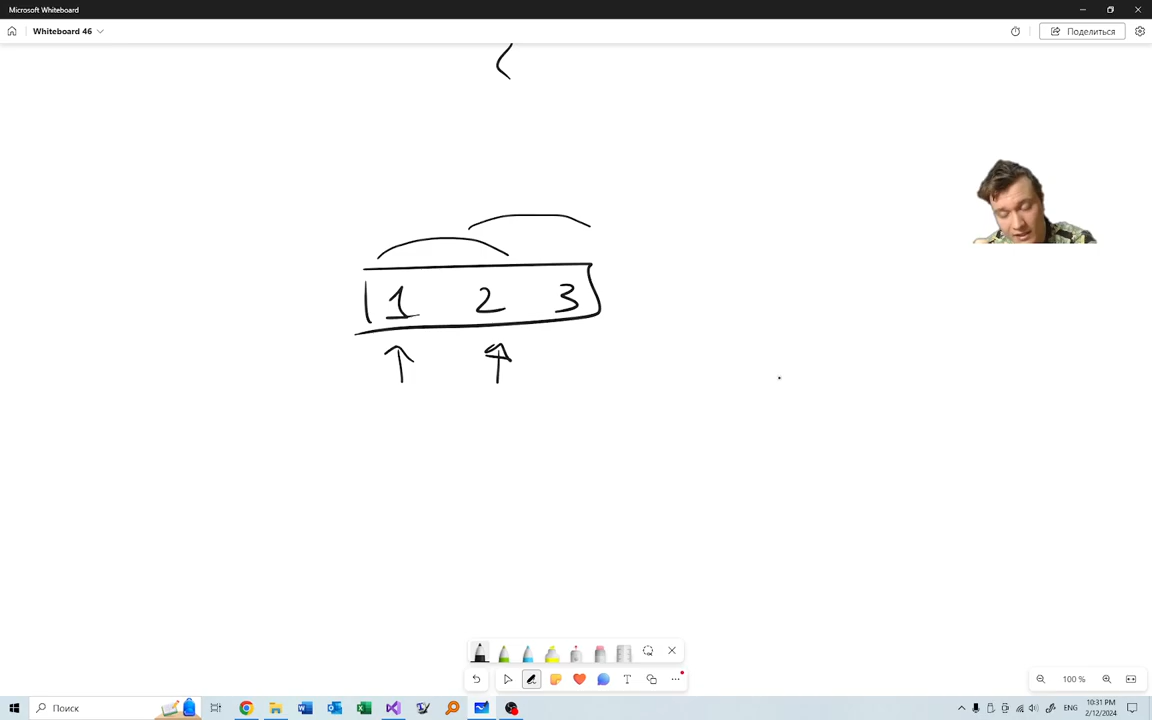 Microsoft Whiteboard
Whiteboard 46
Поделиться
1 2 3
100 %
Поиск
ENG
10:31 PM
2/12/2024